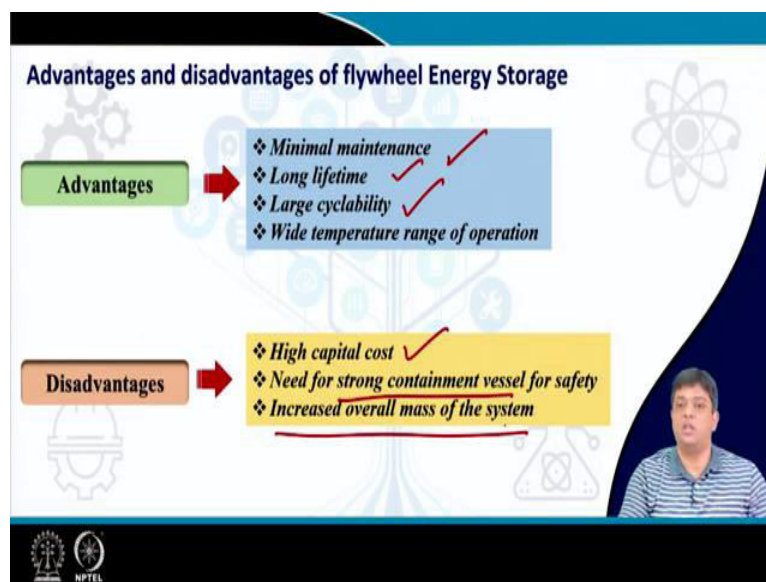 Advantages and disadvantages of flywheel Energy Storage
Advantages
❖ Minimal maintenance
❖ Long lifetime
❖ Large cyclability
❖ Wide temperature range of operation
Disadvantages
❖ High capital cost
❖ Need for strong containment vessel for safety
❖ Increased overall mass of the system
NPTEL